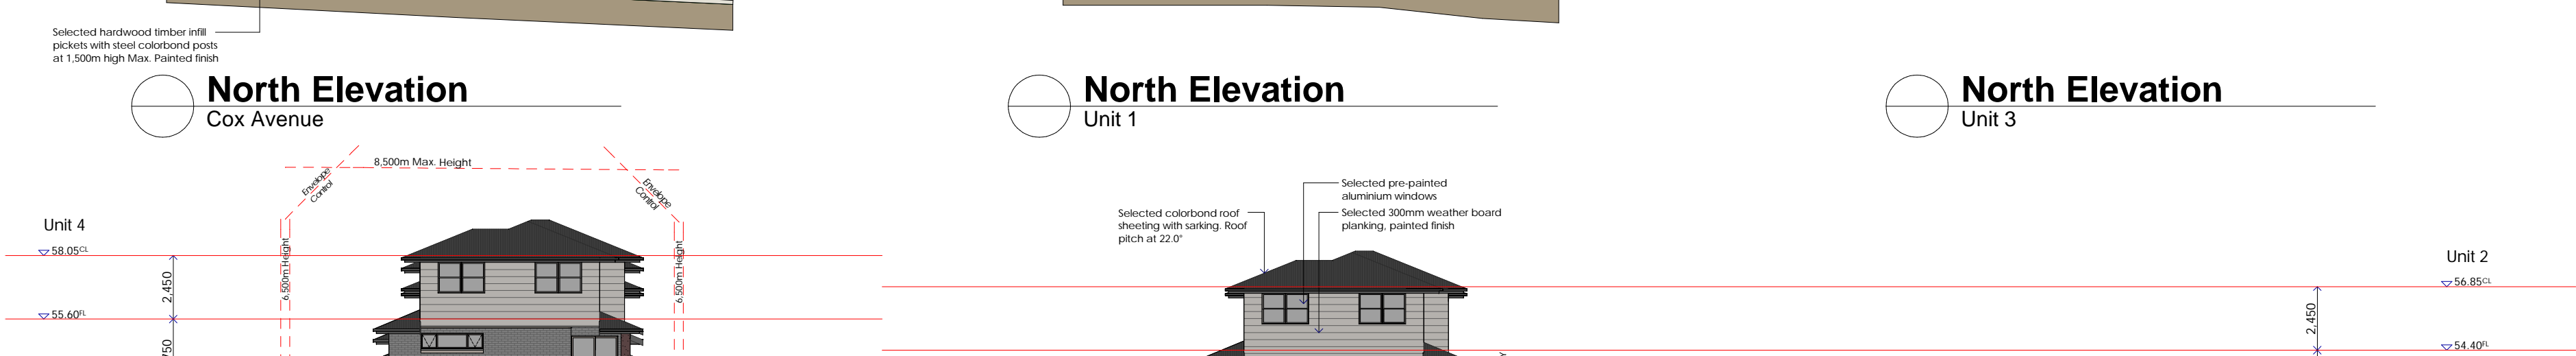 Selected hardwood timber infill
pickets with steel colorbond posts
at 1,500m high Max. Painted finish
North Elevation
Cox Avenue
North Elevation
Unit 1
North Elevation
Unit 3
8,500m Max. Height
Envelope
Control
Envelope
Control
Unit 4
58.05CL
2,450
55.60FL
6,500m Height
6,500m Height
Selected pre-painted
aluminium windows
Selected colorbond roof
sheeting with sarking. Roof
pitch at 22.0°
Selected 300mm weather board
planking, painted finish
Unit 2
56.85CL
2,450
54.40FL